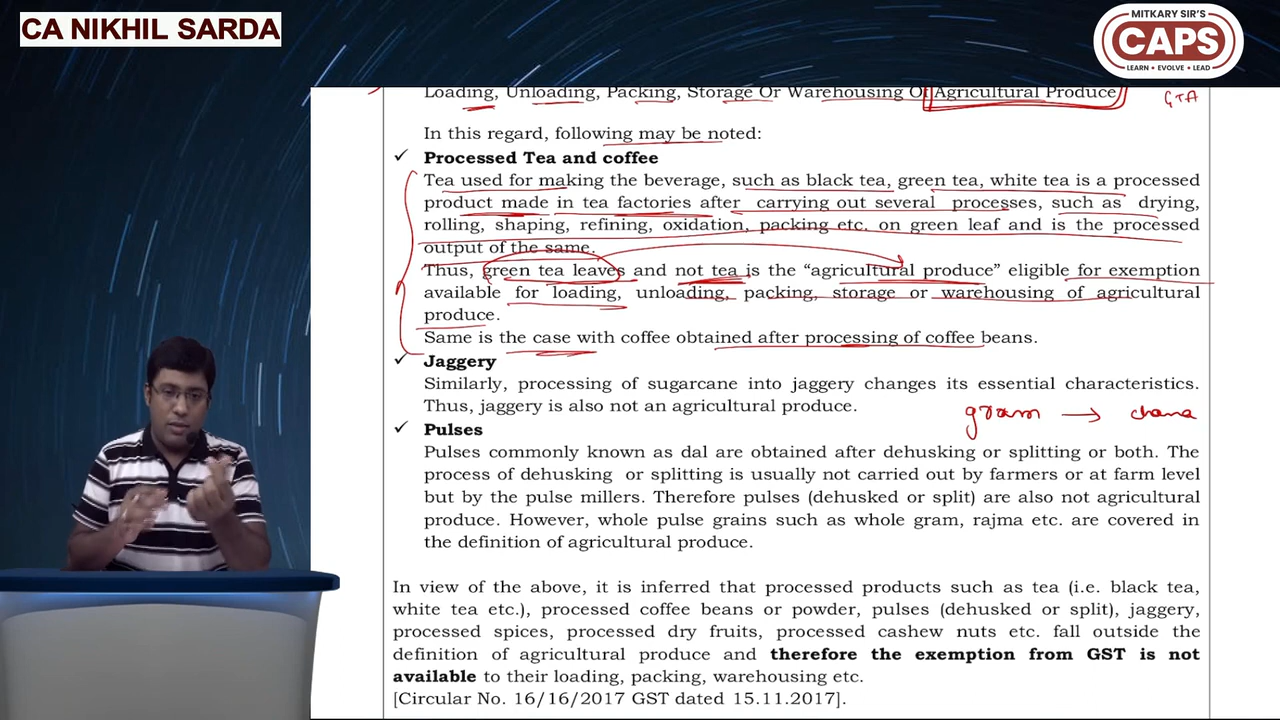 CA NIKHIL SARDA
MITKARY SIR'S
CAPS
LEARN • EVOLVE • LEAD
Loading, Unloading, Packing, Storage Or Warehousing Of Agricultural Produce
GTA
In this regard, following may be noted:
✓ Processed Tea and coffee
Tea used for making the beverage, such as black tea, green tea, white tea is a processed
product made in tea factories after carrying out several processes, such as drying,
rolling, shaping, refining, oxidation, packing etc. on green leaf and is the processed
output of the same.
Thus, green tea leaves and not tea is the “agricultural produce” eligible for exemption
available for loading, unloading, packing, storage or warehousing of agricultural
produce.
Same is the case with coffee obtained after processing of coffee beans.
✓ Jaggery
Similarly, processing of sugarcane into jaggery changes its essential characteristics.
Thus, jaggery is also not an agricultural produce.
gram → chana
✓ Pulses
Pulses commonly known as dal are obtained after dehusking or splitting or both. The
process of dehusking or splitting is usually not carried out by farmers or at farm level
but by the pulse millers. Therefore pulses (dehusked or split) are also not agricultural
produce. However, whole pulse grains such as whole gram, rajma etc. are covered in
the definition of agricultural produce.
In view of the above, it is inferred that processed products such as tea (i.e. black tea,
white tea etc.), processed coffee beans or powder, pulses (dehusked or split), jaggery,
processed spices, processed dry fruits, processed cashew nuts etc. fall outside the
definition of agricultural produce and therefore the exemption from GST is not
available to their loading, packing, warehousing etc.
[Circular No. 16/16/2017 GST dated 15.11.2017].